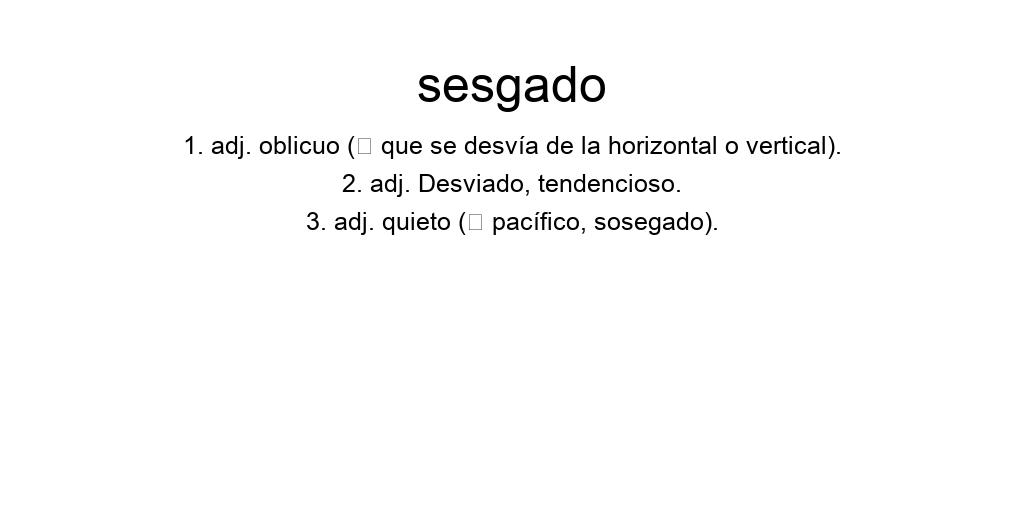 sesgado
1. adj. oblicuo (□ que se desvía de la horizontal o vertical).
2. adj. Desviado, tendencioso.
3. adj. quieto (□ pacífico, sosegado).